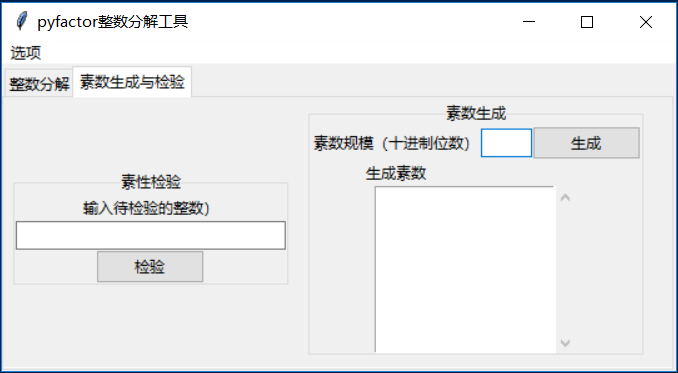 pyfactor整数分解工具
选项
整数分解 素数生成与检验
素性检验
输入待检验的整数)
检验
素数生成
素数规模（十进制位数） 生成
生成素数